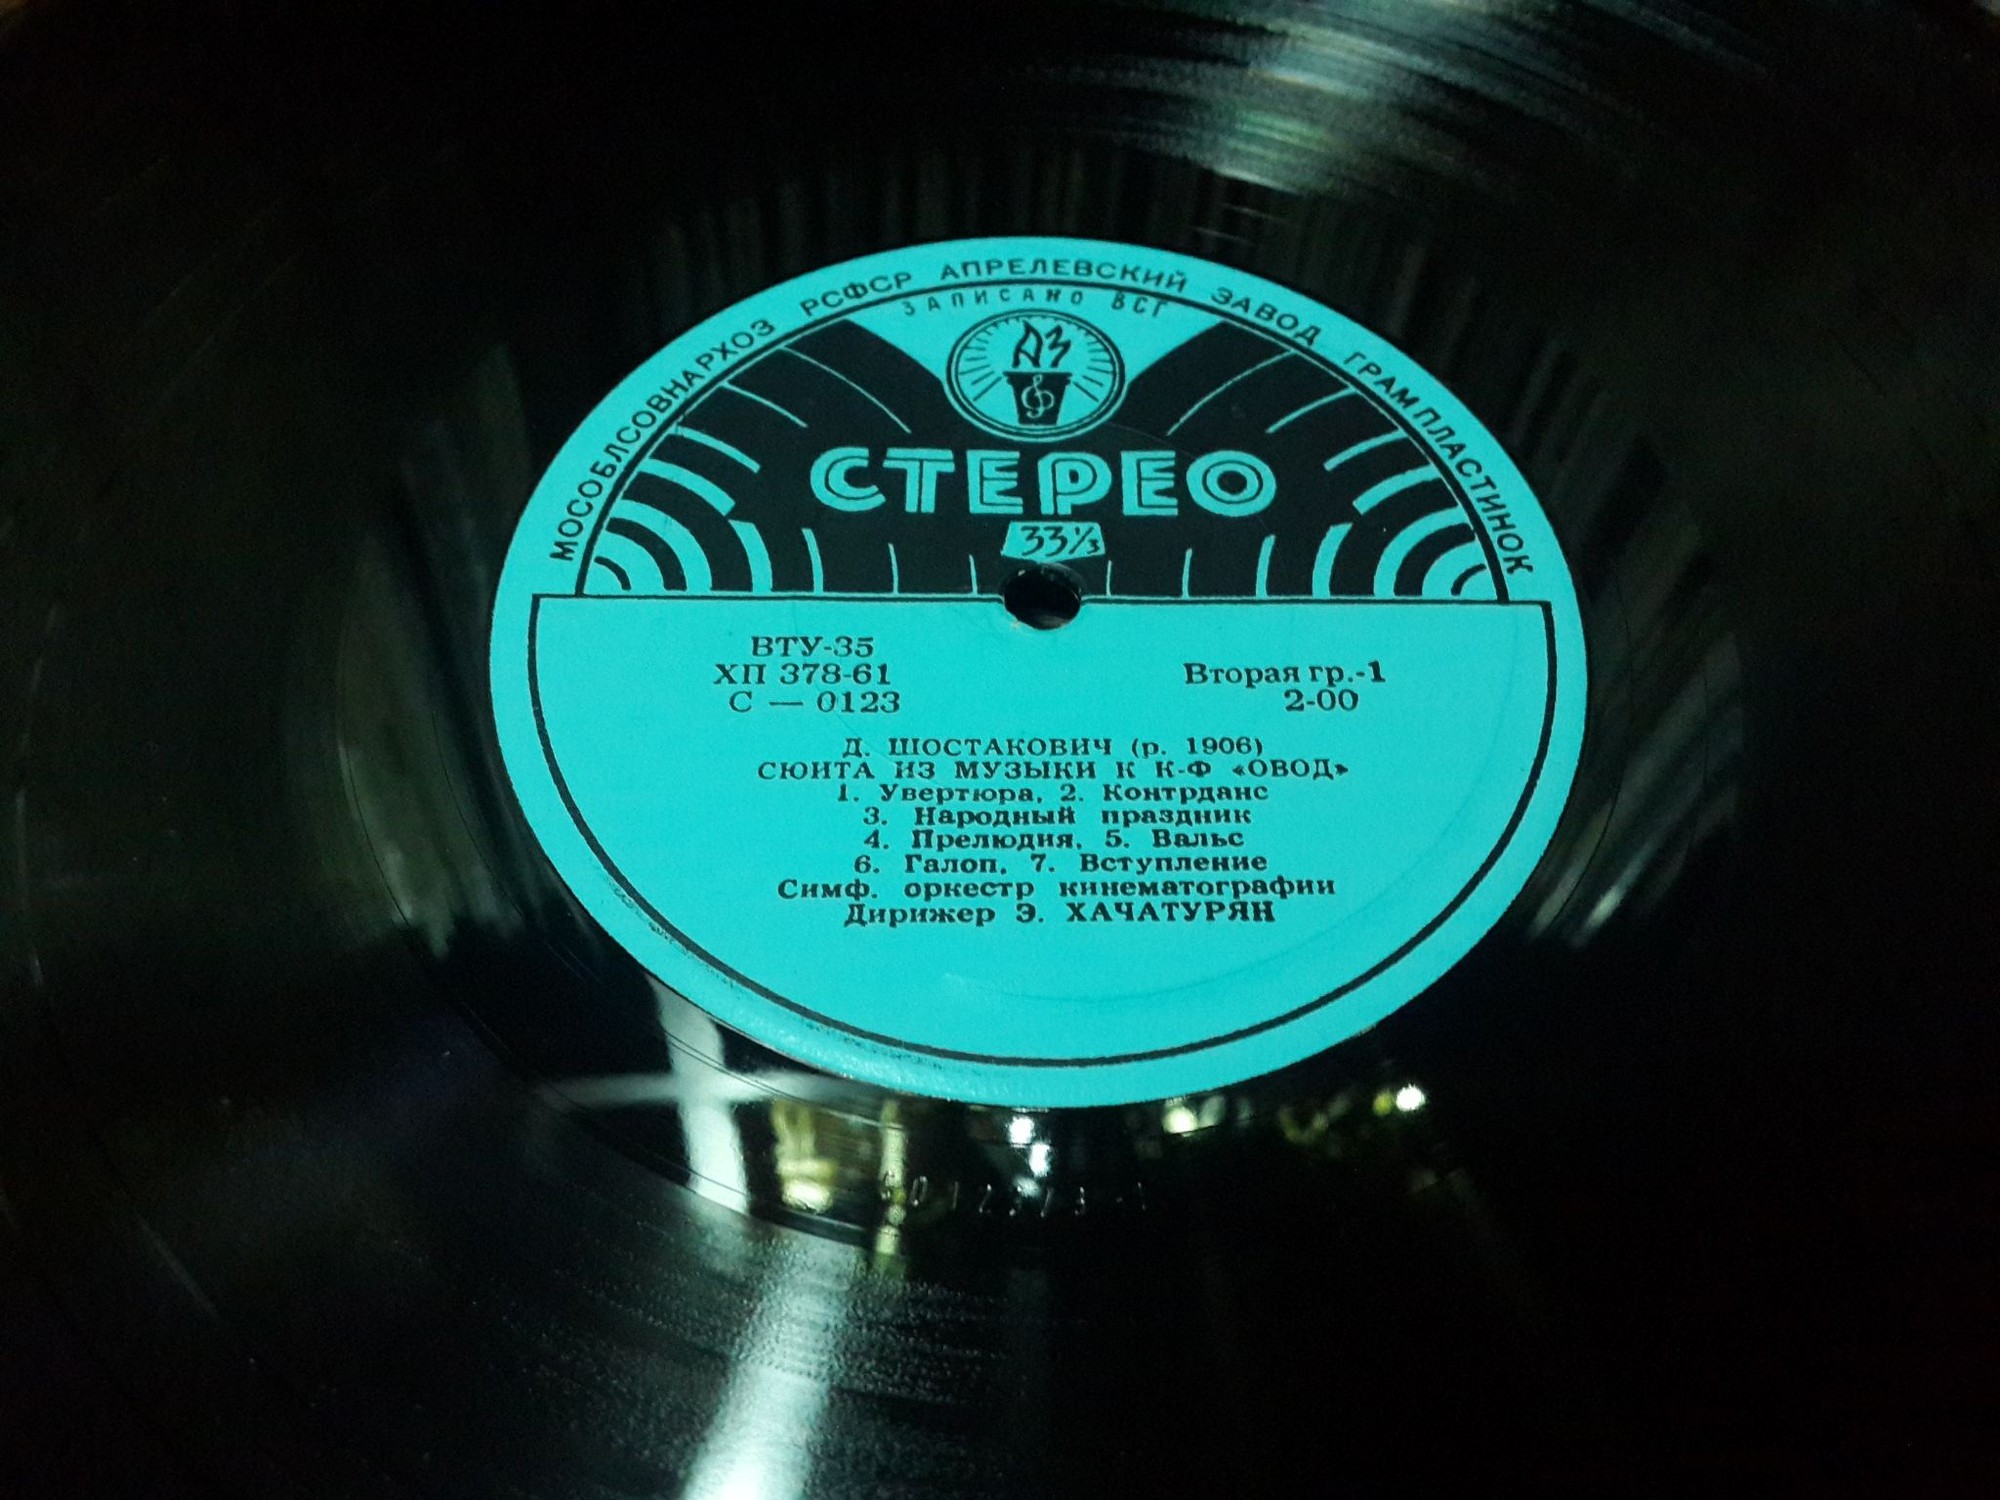 МОСОБЛСОВНАРХОЗ РСФСР АПРЕЛЕВСКИЙ ЗАВОД ГРАМПЛАСТИНОК
ЗАПИСАНО ВСГ
АЗ
СТЕРЕО
33⅓
ВТУ-35
ХП 378-61
С — 0123
Вторая гр.-1
2-00
Д. ШОСТАКОВИЧ (р. 1906)
СЮИТА ИЗ МУЗЫКИ К К-Ф «ОВОД»
1. Увертюра, 2. Контрданс
3. Народный праздник
4. Прелюдия, 5. Вальс
6. Галоп, 7. Вступление
Симф. оркестр кинематографии
Дирижер Э. ХАЧАТУРЯН